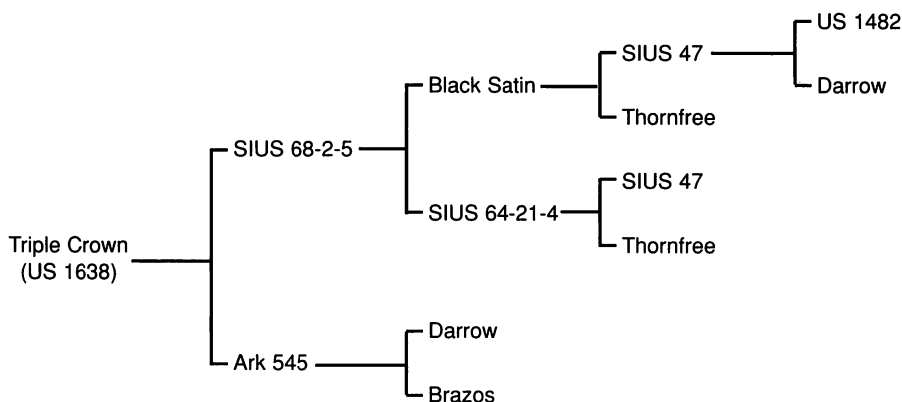 US 1482
SIUS 47
Darrow
Black Satin
Thornfree
SIUS 68-2-5
SIUS 47
SIUS 64-21-4
Thornfree
Triple Crown
(US 1638)
Darrow
Ark 545
Brazos